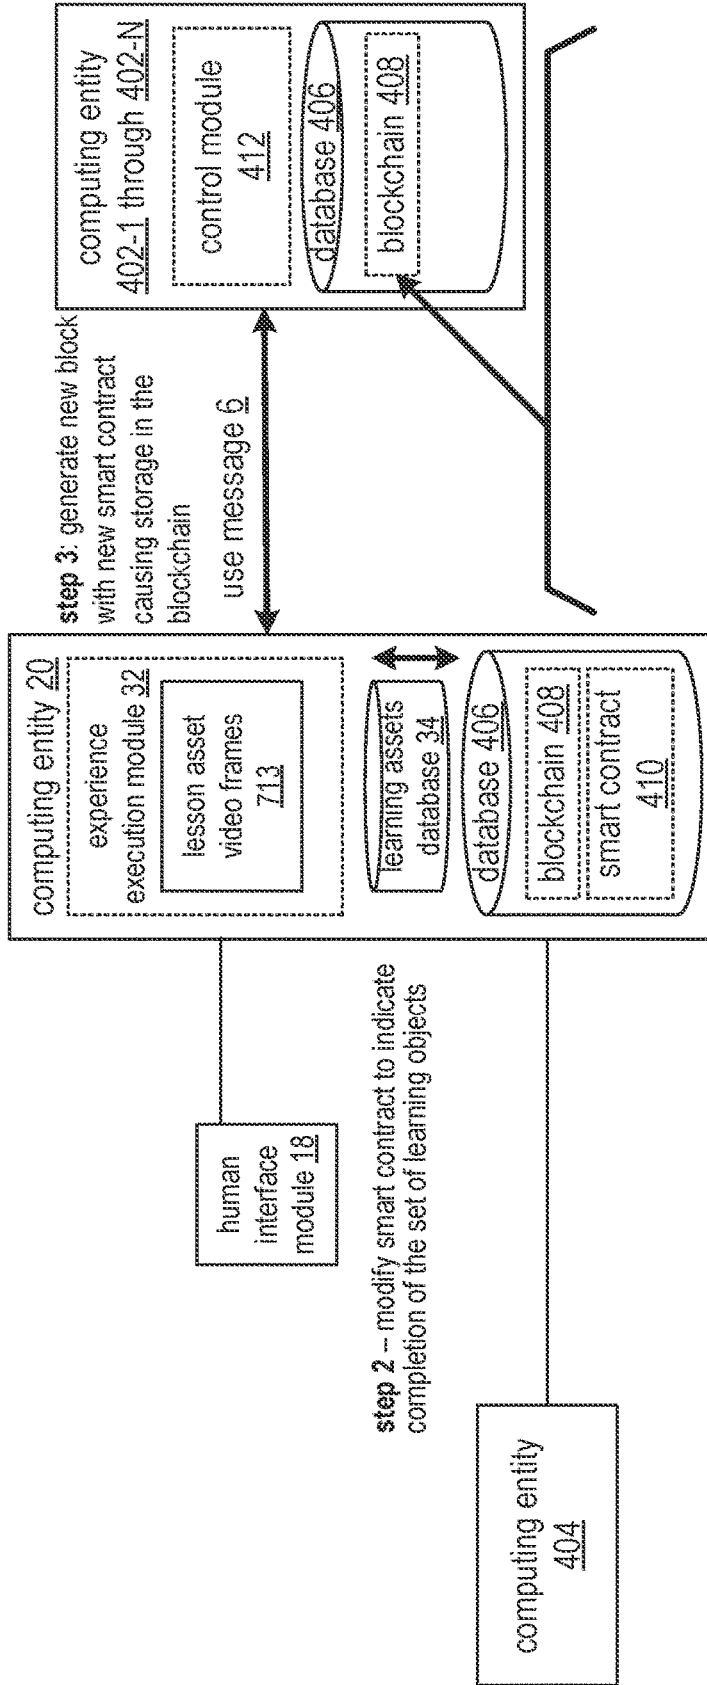 computing entity
404
step 2 – modify smart contract to indicate
completion of the set of learning objects
human
interface
module 18
computing entity 20
experience
execution module 32
lesson asset
video frames
713
learning assets
database 34
database 406
blockchain 408
smart contract
410
step 3: generate new block
with new smart contract
causing storage in the
blockchain
use message 6
computing entity
402-1 through 402-N
control module
412
database 406
blockchain 408